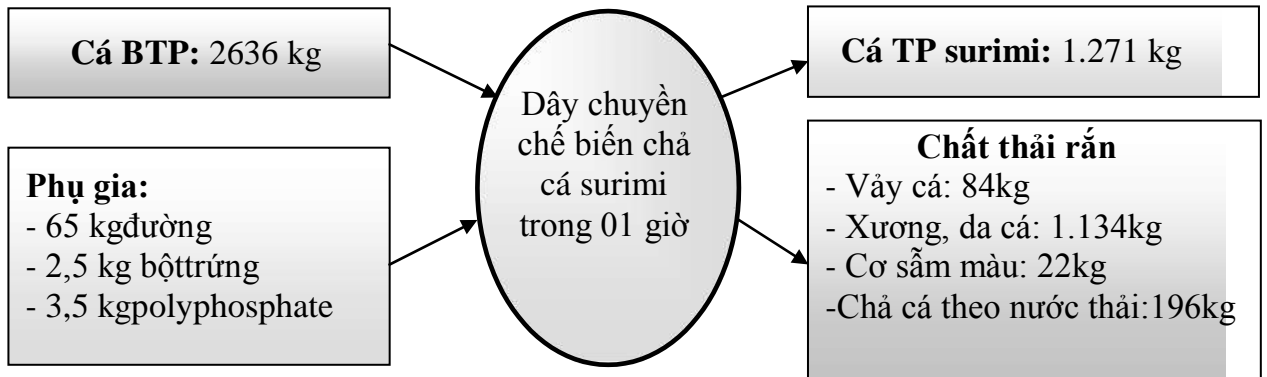 Cá BTP: 2636 kg
Phụ gia:
- 65 kgđường
- 2,5 kg bộttrứng
- 3,5 kgpolyphosphate
Dây chuyền
chế biến chả
cá surimi
trong 01 giờ
Cá TP surimi: 1.271 kg
Chất thải rắn
- Vảy cá: 84kg
- Xương, da cá: 1.134kg
- Cơ sẫm màu: 22kg
-Chả cá theo nước thải:196kg